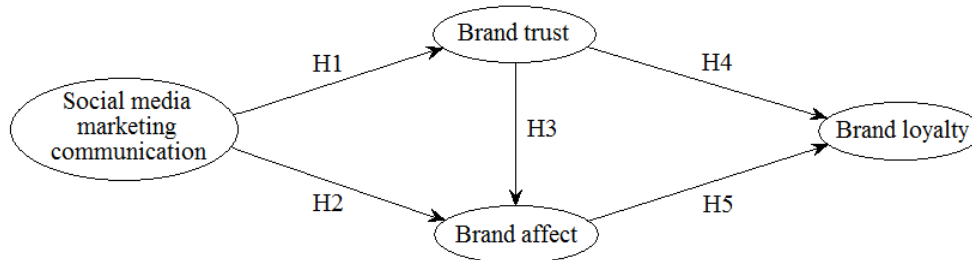 Brand trust
H1
H4
Social media
marketing
communication
H3
Brand loyalty
H2
H5
Brand affect